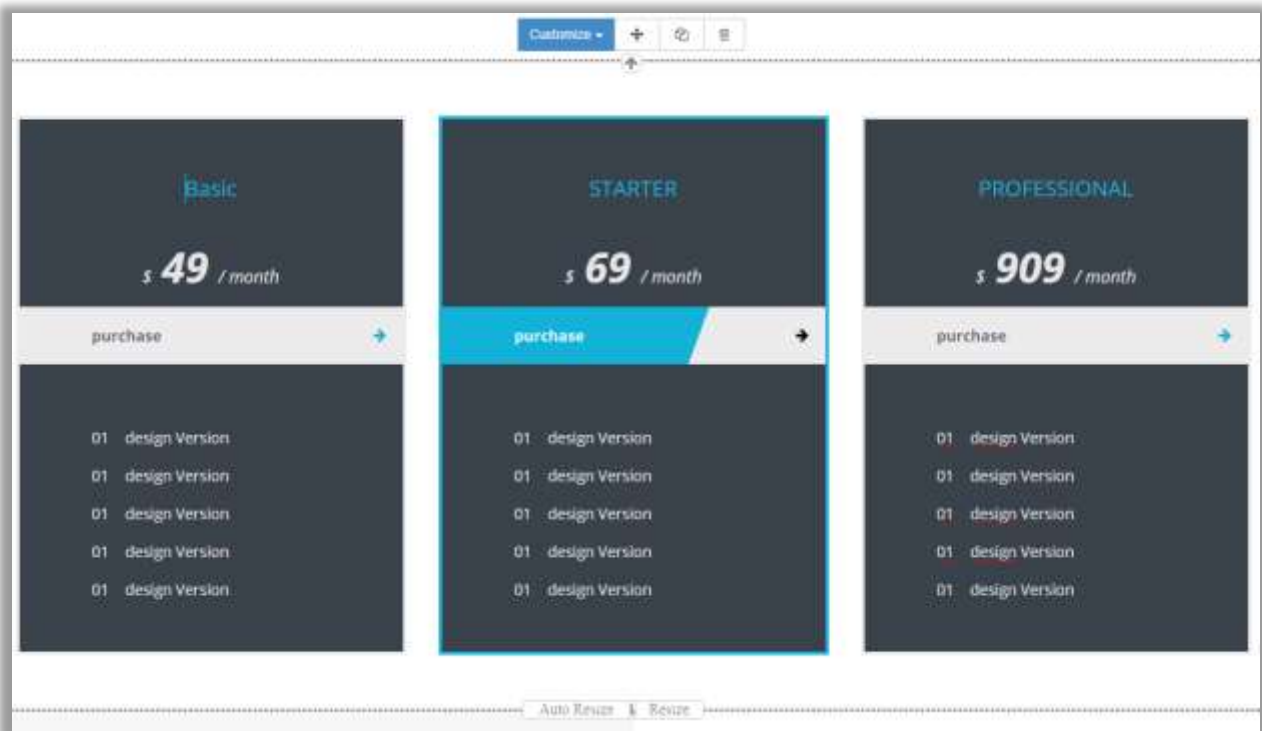 Customize
Basic
$ 49 / month
purchase
01 design Version
01 design Version
01 design Version
01 design Version
01 design Version
STARTER
$ 69 / month
purchase
01 design Version
01 design Version
01 design Version
01 design Version
01 design Version
PROFESSIONAL
$ 909 / month
purchase
01 design Version
01 design Version
01 design Version
01 design Version
01 design Version
Auto Resize Resize